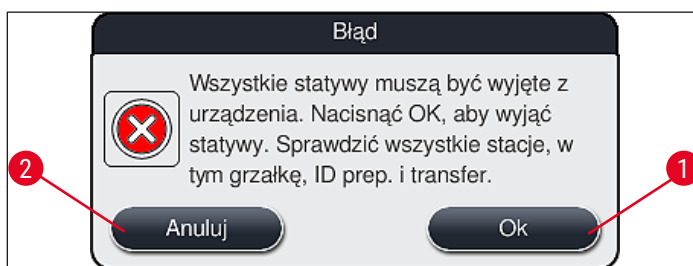 Błąd
Wszystkie statywy muszą być wyjęte z
urządzenia. Nacisnąć OK, aby wyjąć
statywy. Sprawdzić wszystkie stacje, w
tym grzałkę, ID prep. i transfer.
2
1
Anuluj
Ok